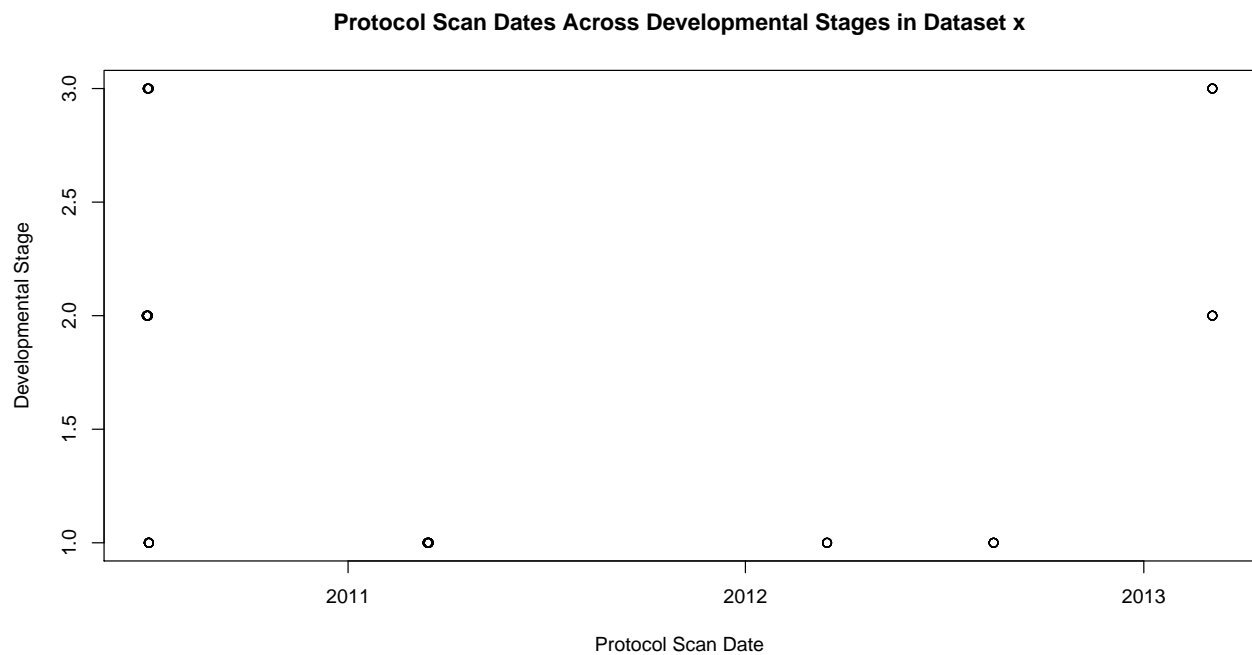 Protocol Scan Dates Across Developmental Stages in Dataset x
3.0
2.5
2.0
1.5
1.0
Developmental Stage
2011 2012 2013
Protocol Scan Date